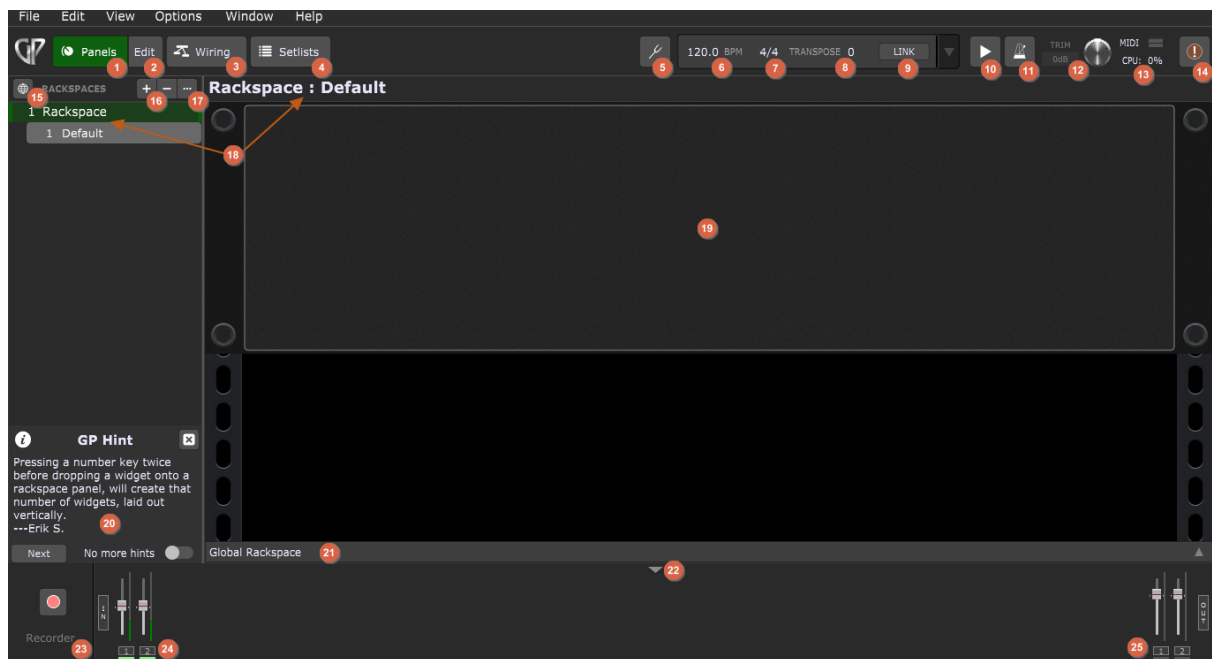 File Edit View Options Window Help
GP Panels Edit Wiring Setlists 120.0 BPM 4/4 TRANSPOSE 0 LINK TRIM 0dB MIDI CPU: 0%
1 2 3 4 5 6 7 8 9 10 11 12 13 14
RACKSPACES + - ... Rackspace : Default
15 16 17
1 Rackspace
1 Default
18
19
i GP Hint x
Pressing a number key twice
before dropping a widget onto a
rackspace panel, will create that
number of widgets, laid out
vertically.
---Erik S.
20
Next No more hints Global Rackspace 21
22
IN OUT
Recorder
23 1 2 24 25 1 2